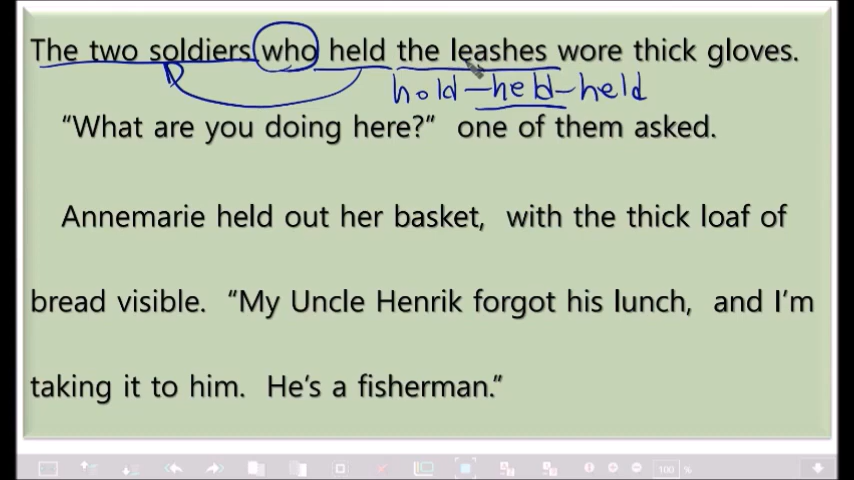 The two soldiers who held the leashes wore thick gloves.
hold - held - held
“What are you doing here?” one of them asked.
Annemarie held out her basket, with the thick loaf of
bread visible. “My Uncle Henrik forgot his lunch, and I’m
taking it to him. He’s a fisherman.”
100 %